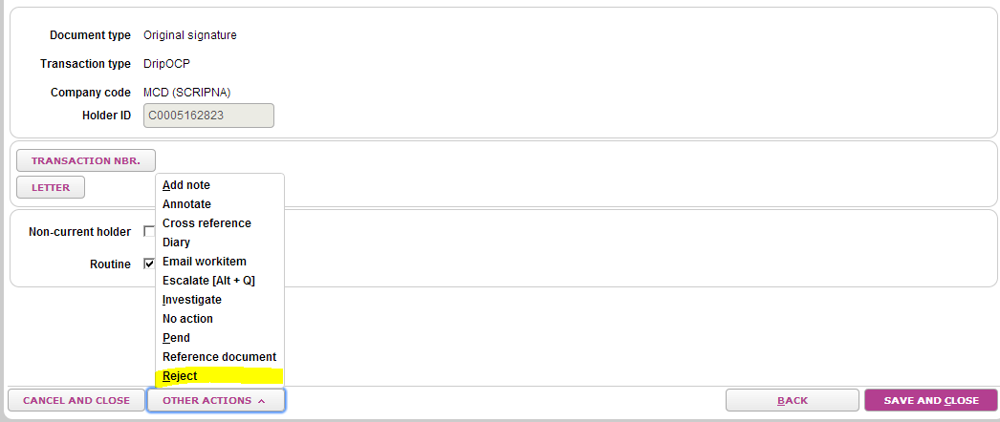 Document type Original signature
Transaction type DripOCP
Company code MCD (SCRIPNA)
Holder ID C0005162823
TRANSACTION NBR.
LETTER
Add note
Annotate
Cross reference
Non-current holder
Diary
Email workitem
Routine
Escalate [Alt + Q]
Investigate
No action
Pend
Reference document
Reject
CANCEL AND CLOSE OTHER ACTIONS BACK SAVE AND CLOSE